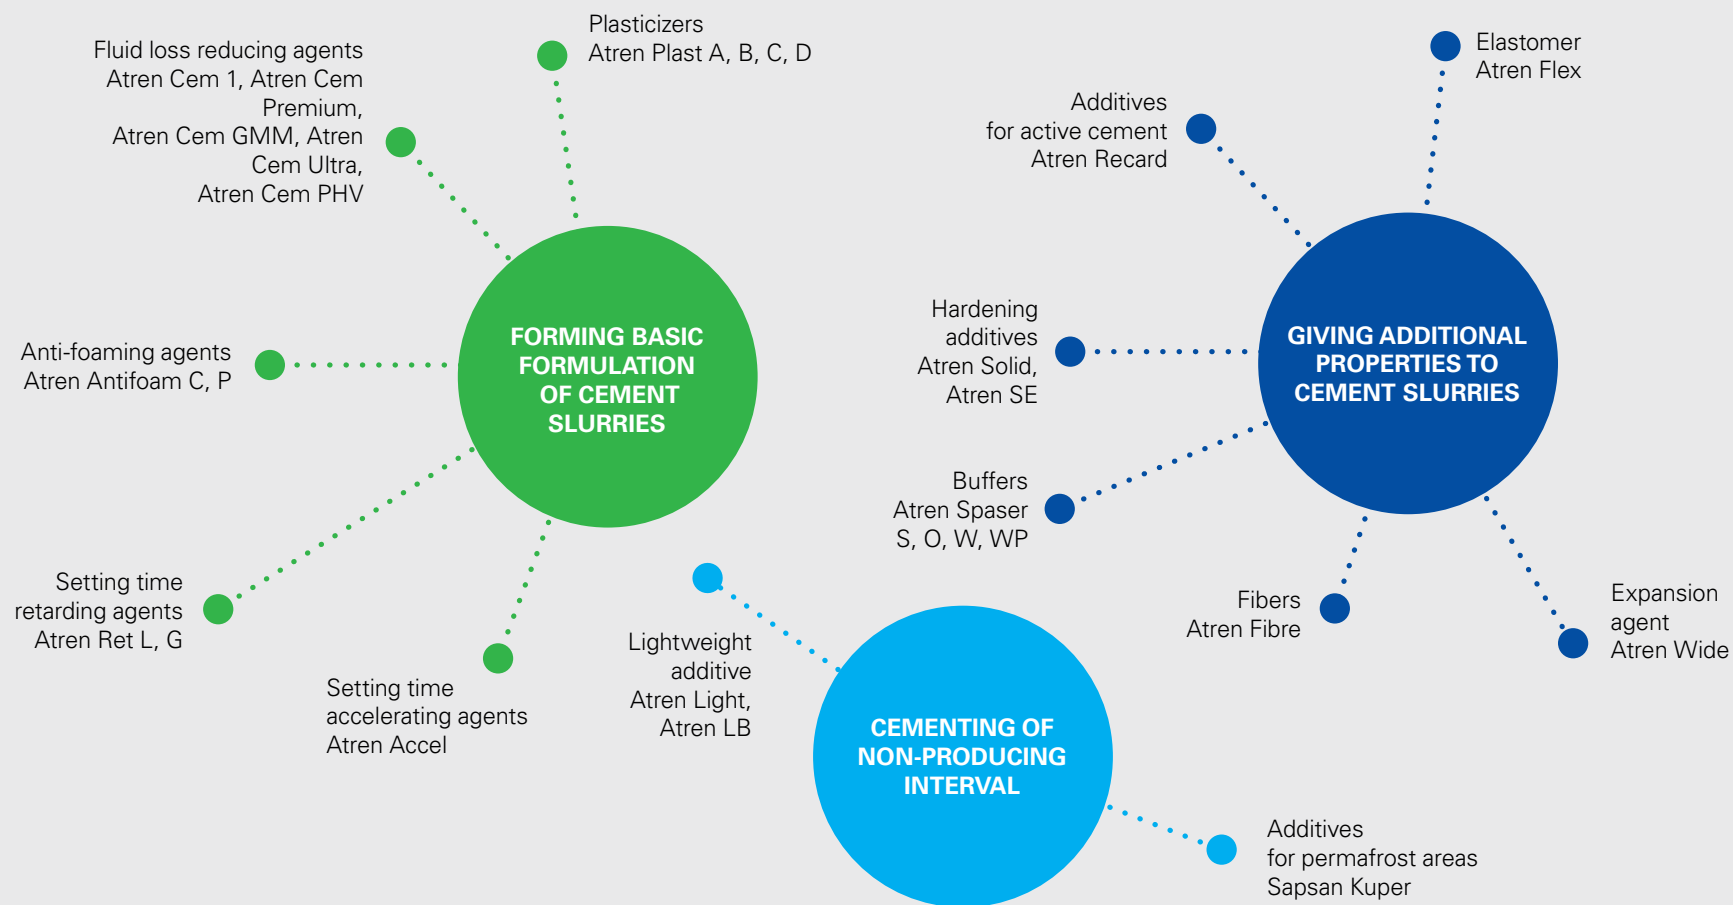 Plasticizers
Atren Plast A, B, C, D
Fluid loss reducing agents
Atren Cem 1, Atren Cem
Premium,
Atren Cem GMM, Atren
Cem Ultra,
Atren Cem PHV
FORMING BASIC
FORMULATION
OF CEMENT
SLURRIES
Anti-foaming agents
Atren Antifoam C, P
Setting time
retarding agents
Atren Ret L, G
Setting time
accelerating agents
Atren Accel
Elastomer
Atren Flex
Additives
for active cement
Atren Recard
GIVING ADDITIONAL
PROPERTIES TO
CEMENT SLURRIES
Hardening
additives
Atren Solid,
Atren SE
Buffers
Atren Spaser
S, O, W, WP
Fibers
Atren Fibre
Expansion
agent
Atren Wide
Lightweight
additive
Atren Light,
Atren LB
CEMENTING OF
NON-PRODUCING
INTERVAL
Additives
for permafrost areas
Sapsan Kuper